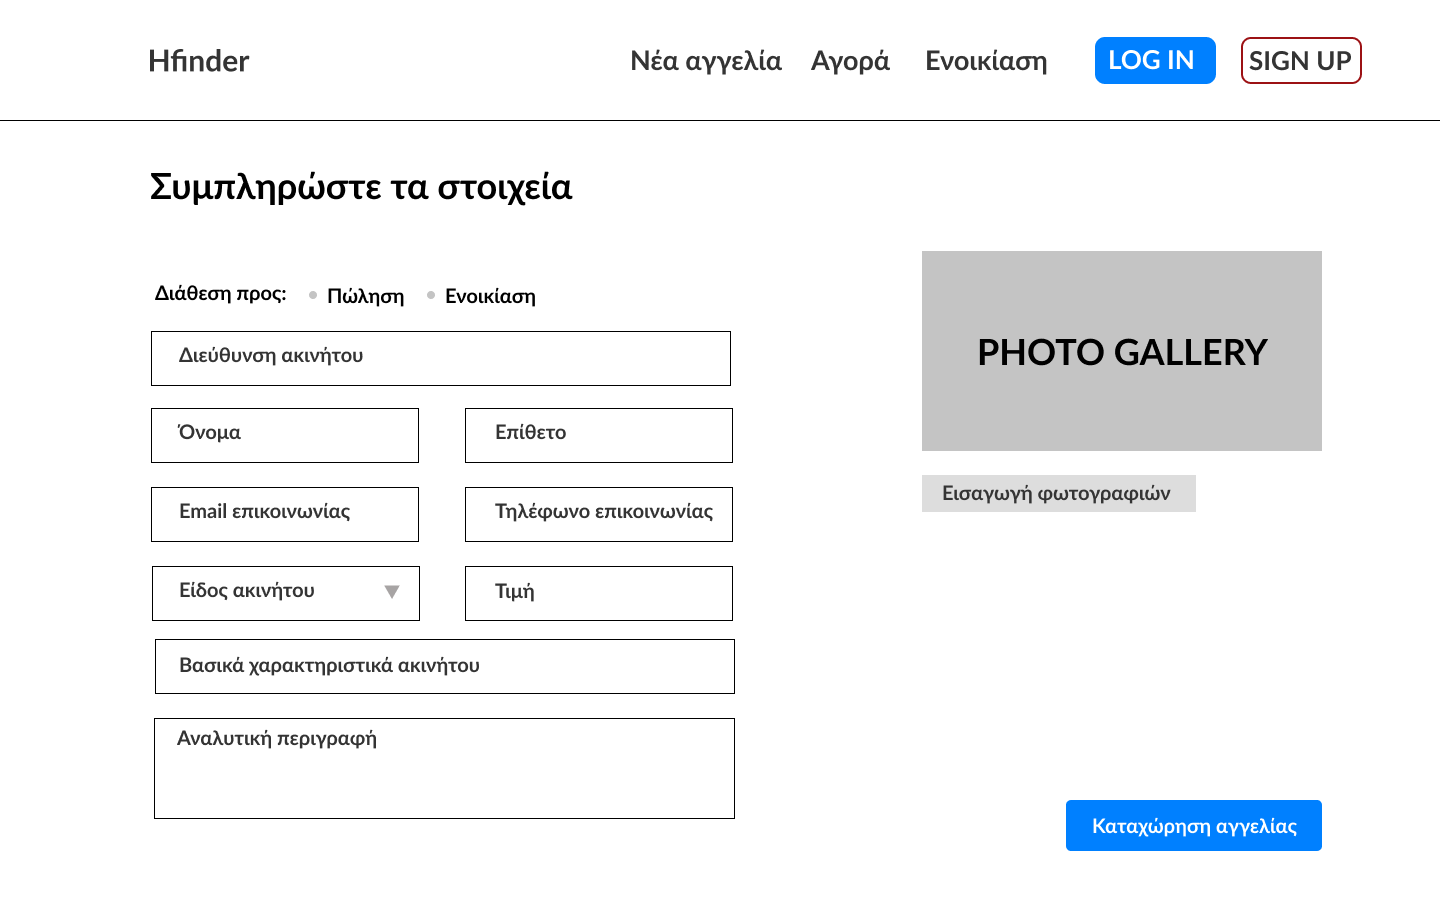 Hfinder
Νέα αγγελία
Αγορά
Ενοικίαση
LOG IN
SIGN UP
Συμπληρώστε τα στοιχεία
Διάθεση προς:
Πώληση
Ενοικίαση
Διεύθυνση ακινήτου
Όνομα
Επίθετο
Email επικοινωνίας
Τηλέφωνο επικοινωνίας
Είδος ακινήτου
Τιμή
Βασικά χαρακτηριστικά ακινήτου
Αναλυτική περιγραφή
PHOTO GALLERY
Εισαγωγή φωτογραφιών
Καταχώρηση αγγελίας